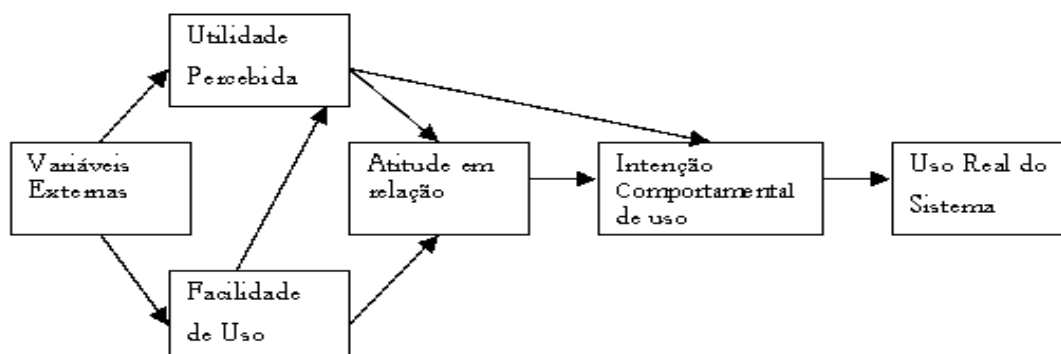 Utilidade
Percebida
Variáveis
Externas
Atitude em
relação
Intenção
Comportamental
de uso
Uso Real do
Sistema
Facilidade
de Uso